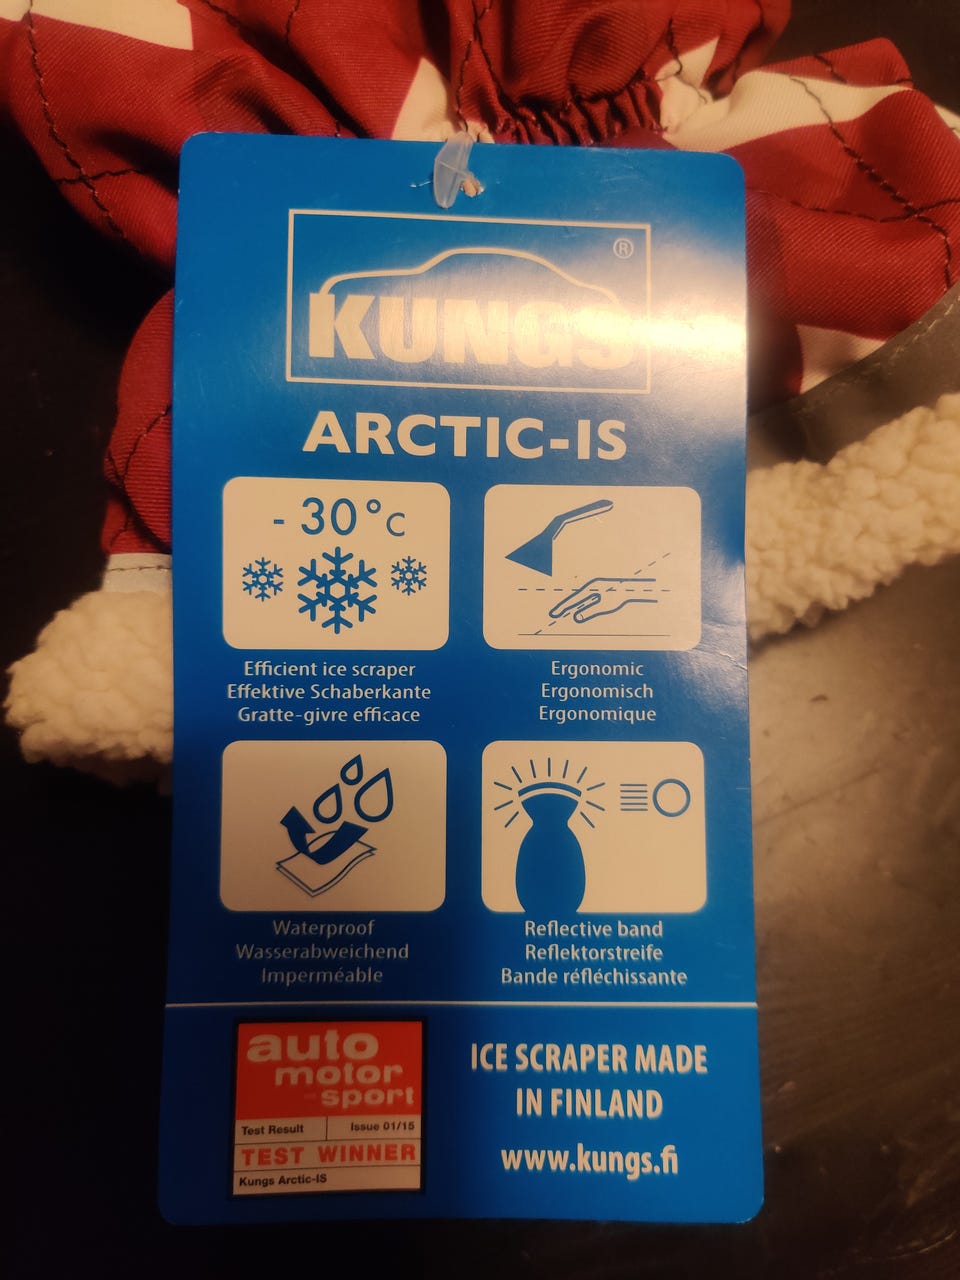 ®
KUNGS
ARCTIC-IS
- 30°C
Efficient ice scraper
Effektive Schaberkante
Gratte-givre efficace
Ergonomic
Ergonomisch
Ergonomique
Waterproof
Wasserabweichend
Imperméable
Reflective band
Reflektorstreife
Bande réfléchissante
auto
motor
sport
Test Result
Issue 01/15
TEST WINNER
Kungs Arctic-IS
ICE SCRAPER MADE
IN FINLAND
www.kungs.fi